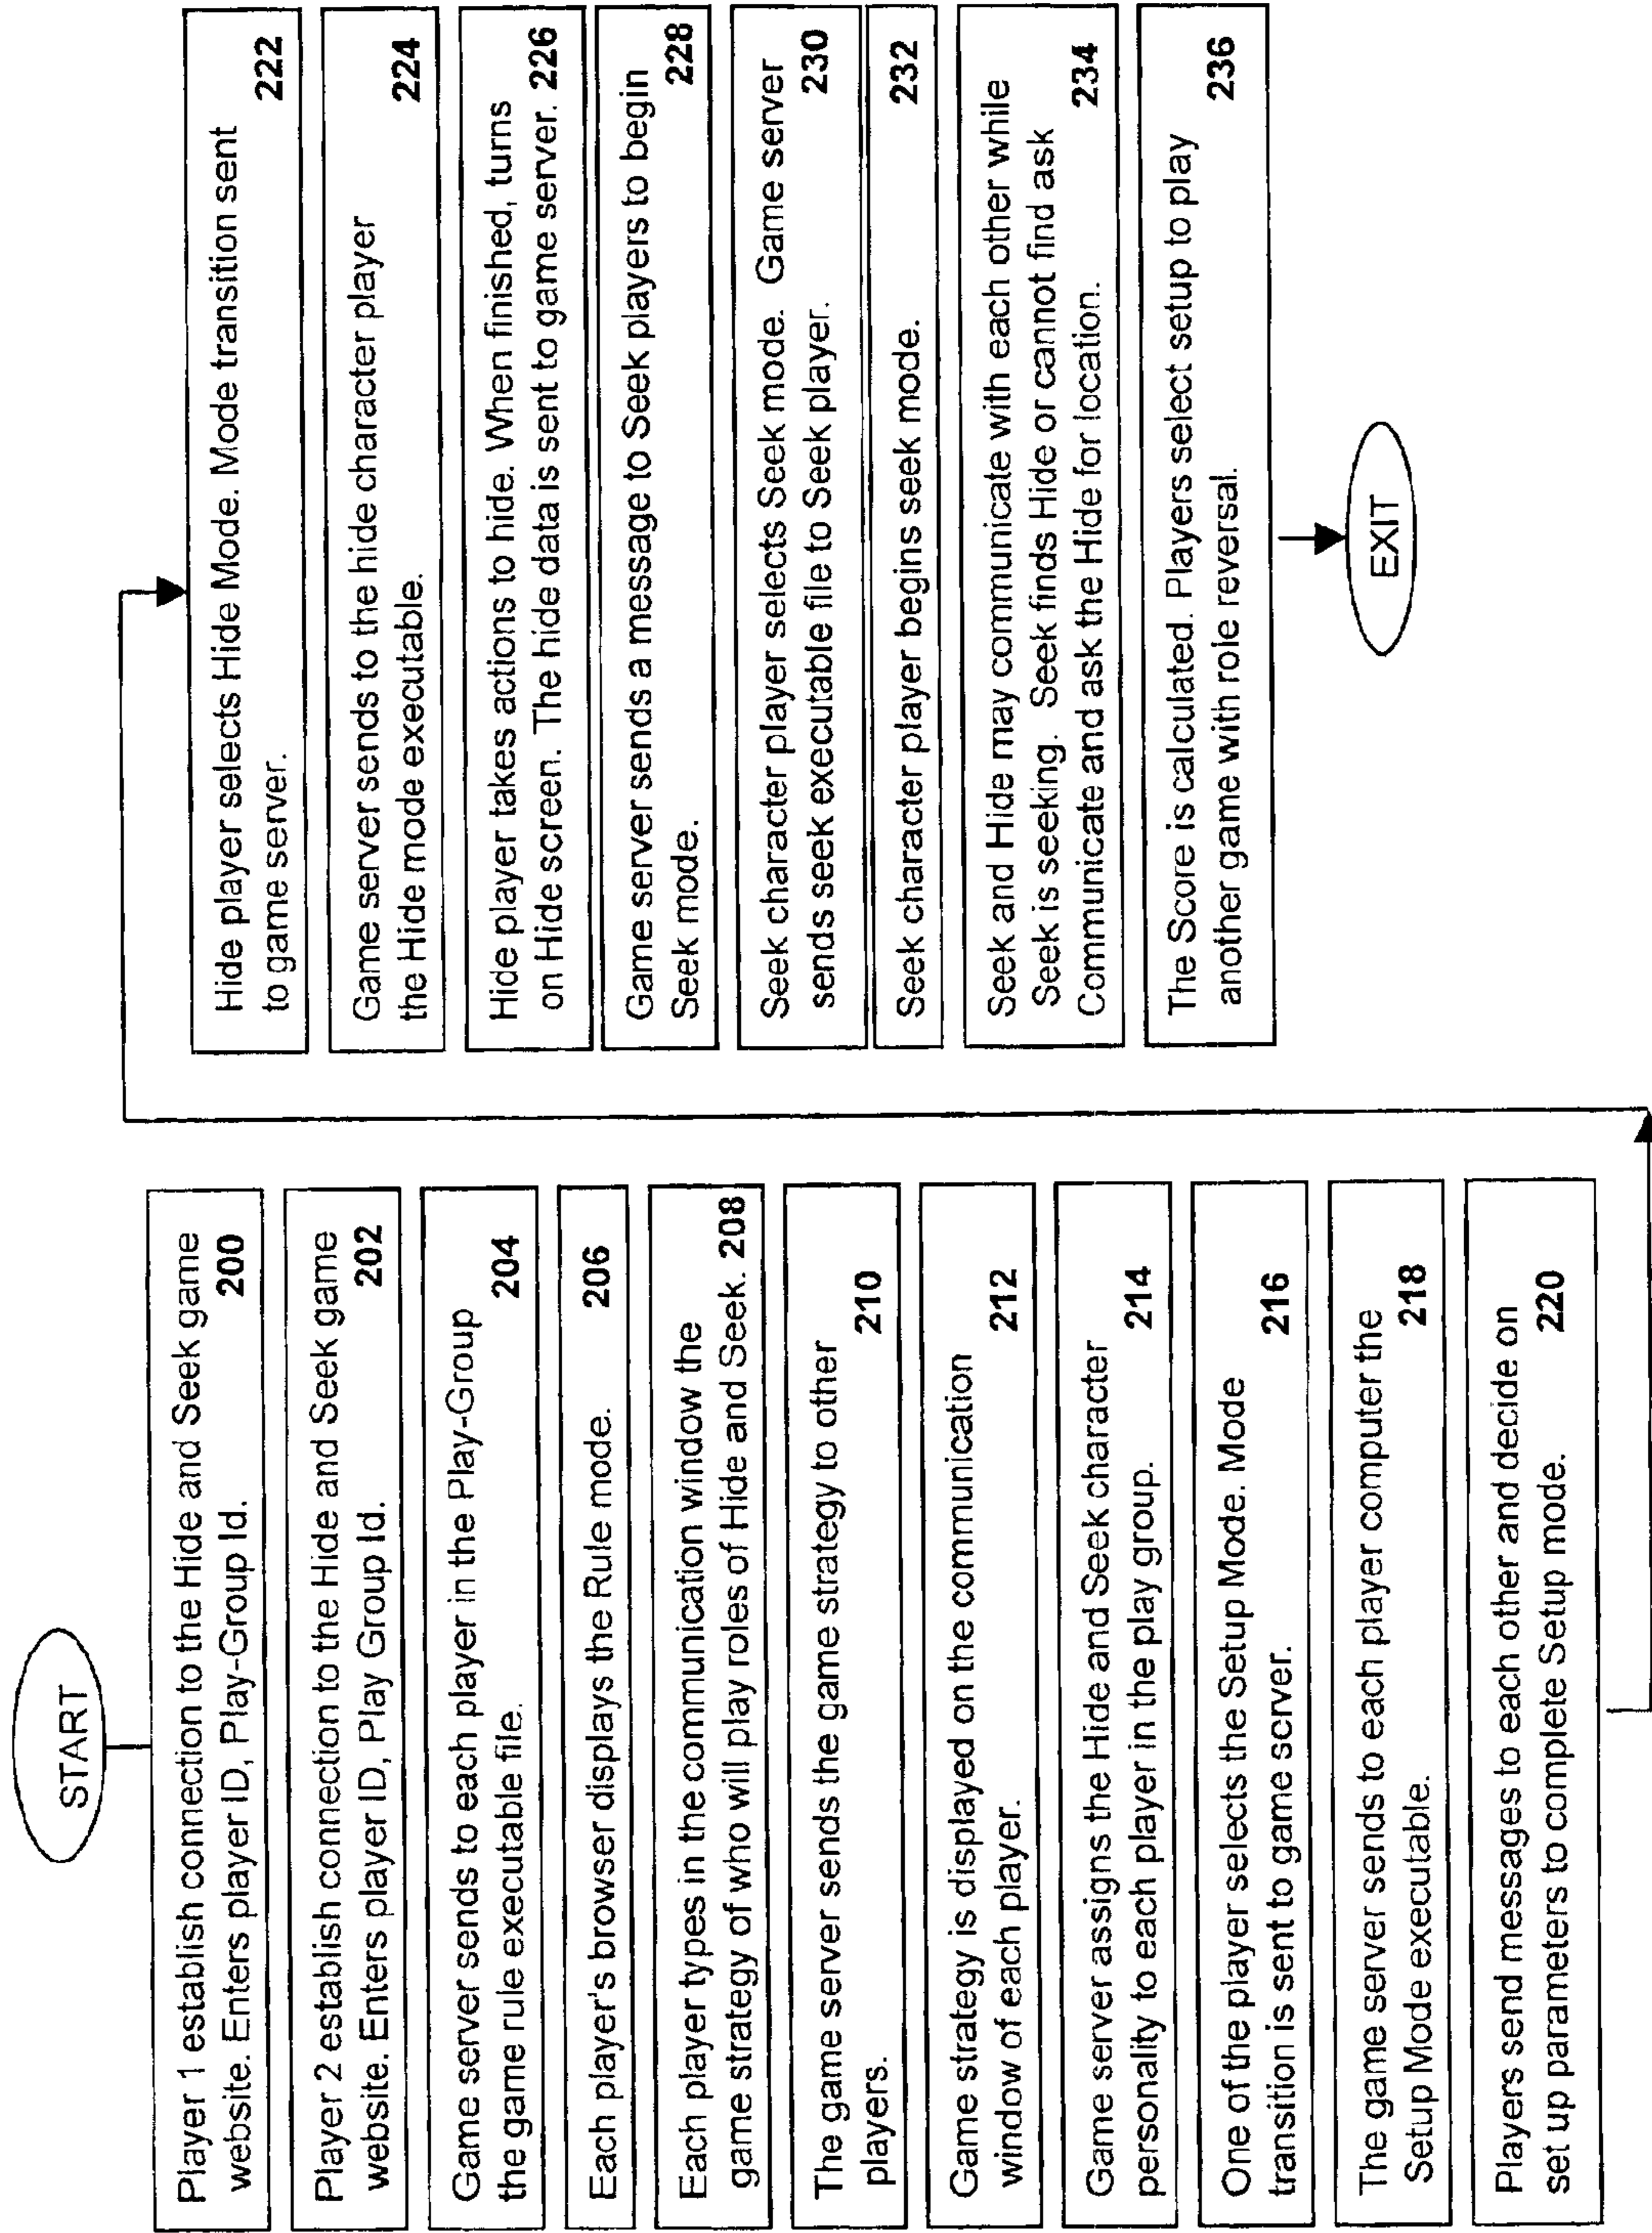 START
Player 1 establish connection to the Hide and Seek game
website. Enters player ID, Play-Group Id. 200
Player 2 establish connection to the Hide and Seek game
website. Enters player ID, Play Group Id. 202
Game server sends to each player in the Play-Group
the game rule executable file. 204
Each player's browser displays the Rule mode. 206
Each player types in the communication window the
game strategy of who will play roles of Hide and Seek. 208
The game server sends the game strategy to other
players. 210
Game strategy is displayed on the communication
window of each player. 212
Game server assigns the Hide and Seek character
personality to each player in the play group. 214
One of the player selects the Setup Mode. Mode
transition is sent to game server. 216
The game server sends to each player computer the
Setup Mode executable. 218
Players send messages to each other and decide on
set up parameters to complete Setup mode. 220
Hide player selects Hide Mode. Mode transition sent
to game server. 222
Game server sends to the hide character player
the Hide mode executable. 224
Hide player takes actions to hide. When finished, turns
on Hide screen. The hide data is sent to game server. 226
Game server sends a message to Seek players to begin
Seek mode. 228
Seek character player selects Seek mode. Game server
sends seek executable file to Seek player. 230
Seek character player begins seek mode. 232
Seek and Hide may communicate with each other while
Seek is seeking. Seek finds Hide or cannot find ask
Communicate and ask the Hide for location. 234
The Score is calculated. Players select setup to play
another game with role reversal. 236
EXIT